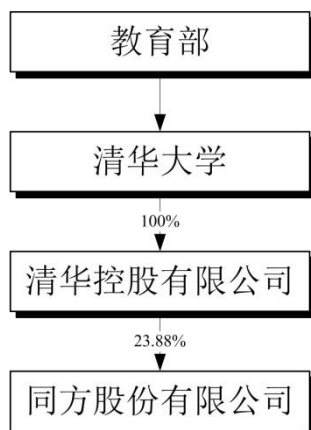 教育部
清华大学
100%
清华控股有限公司
23.88%
同方股份有限公司